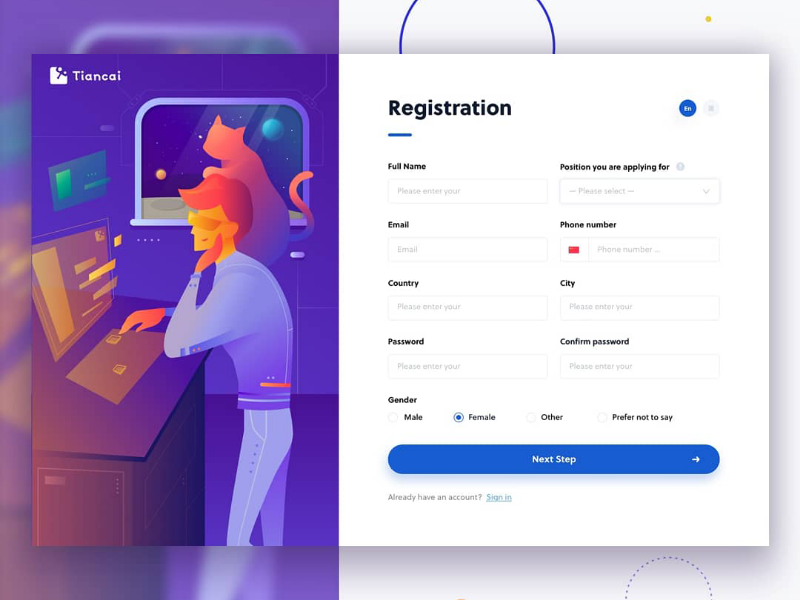 Tiancai
Registration
En
Full Name
Position you are applying for
Please enter your
— Please select —
Email
Phone number
Email
Phone number ...
Country
City
Please enter your
Please enter your
Password
Confirm password
Please enter your
Please enter your
Gender
Male
Female
Other
Prefer not to say
Next Step
Already have an account? Sign in